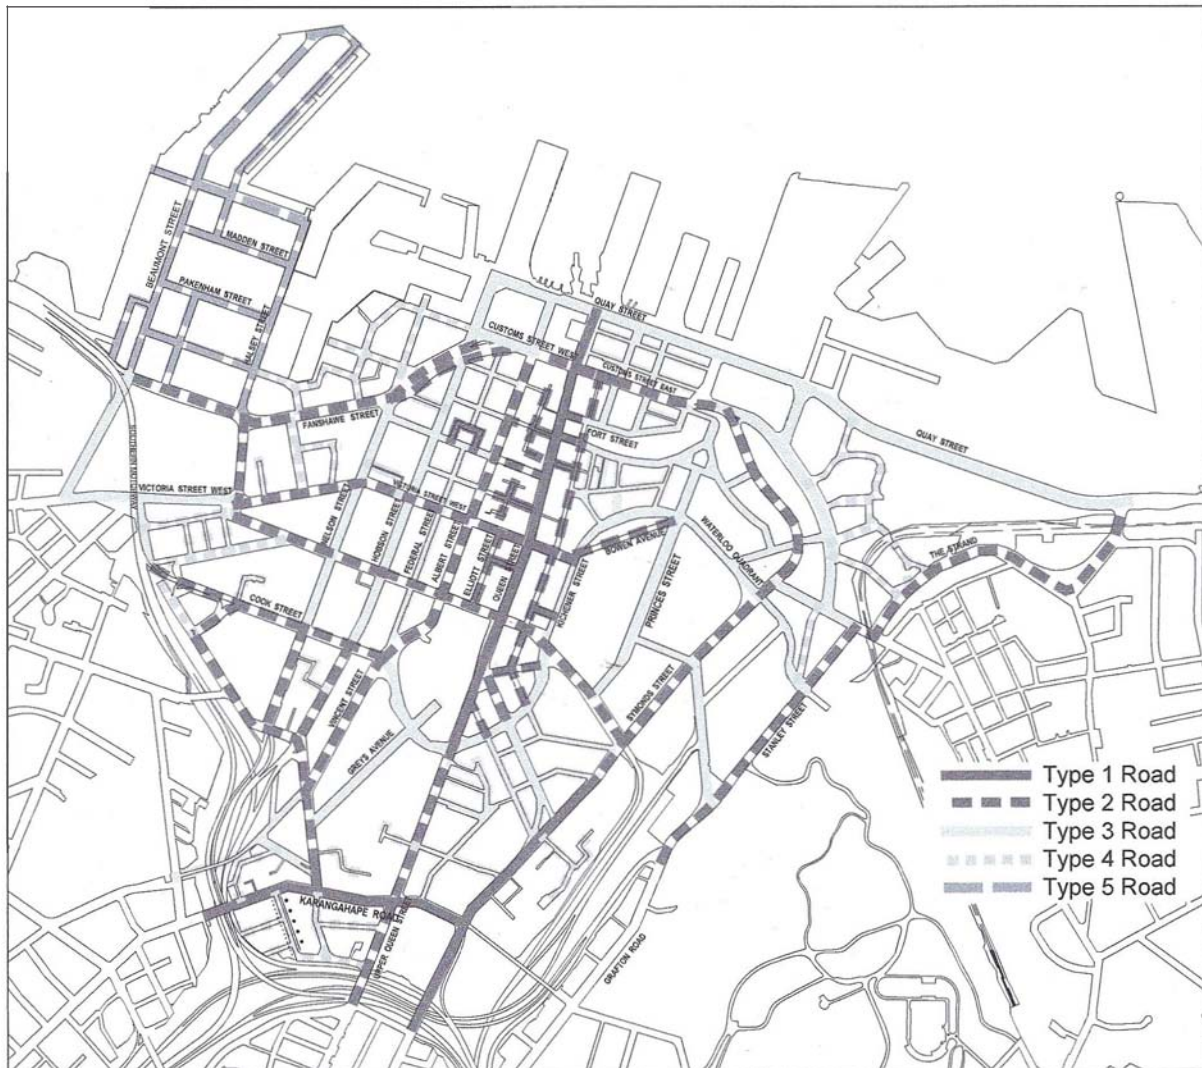 BEAUMONT STREET
MADDEN STREET
PAKENHAM STREET
HALSEY STREET
QUAY STREET
CUSTOMS STREET WEST
CUSTOMS STREET EAST
FANSHAWE STREET
FORT STREET
QUAY STREET
SOUTHERN MOTORWAY
VICTORIA STREET WEST
VICTORIA STREET WEST
NELSON STREET
HOBSON STREET
FEDERAL STREET
ALBERT STREET
ELLIOTT STREET
QUEEN STREET
KITCHENER STREET
BOWEN AVENUE
PRINCES STREET
WATERLOO QUADRANT
THE STRAND
COOK STREET
VINCENT STREET
GREYS AVENUE
SYMONDS STREET
STANLEY STREET
KARANGAHAPE ROAD
UPPER QUEEN STREET
GRAFTON ROAD
Type 1 Road
Type 2 Road
Type 3 Road
Type 4 Road
Type 5 Road